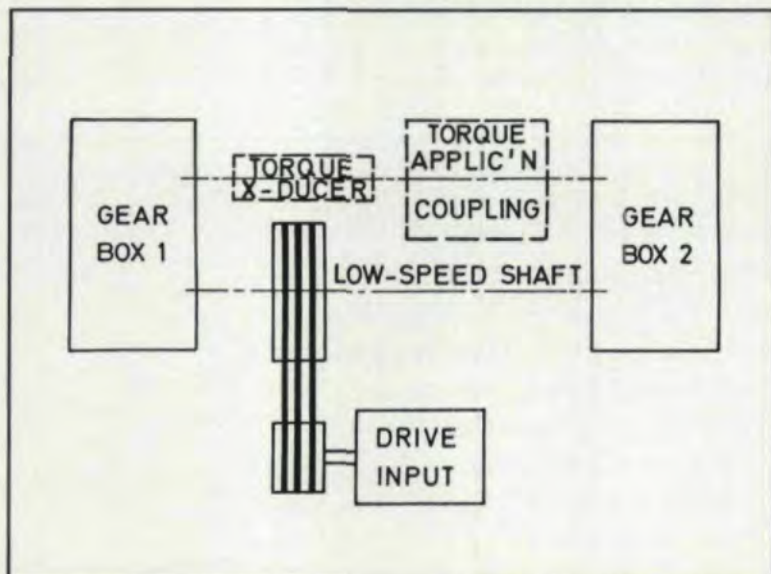 TORQUE
X-DUCER
TORQUE
APPLIC'N
COUPLING
GEAR
BOX 1
GEAR
BOX 2
LOW-SPEED SHAFT
DRIVE
INPUT